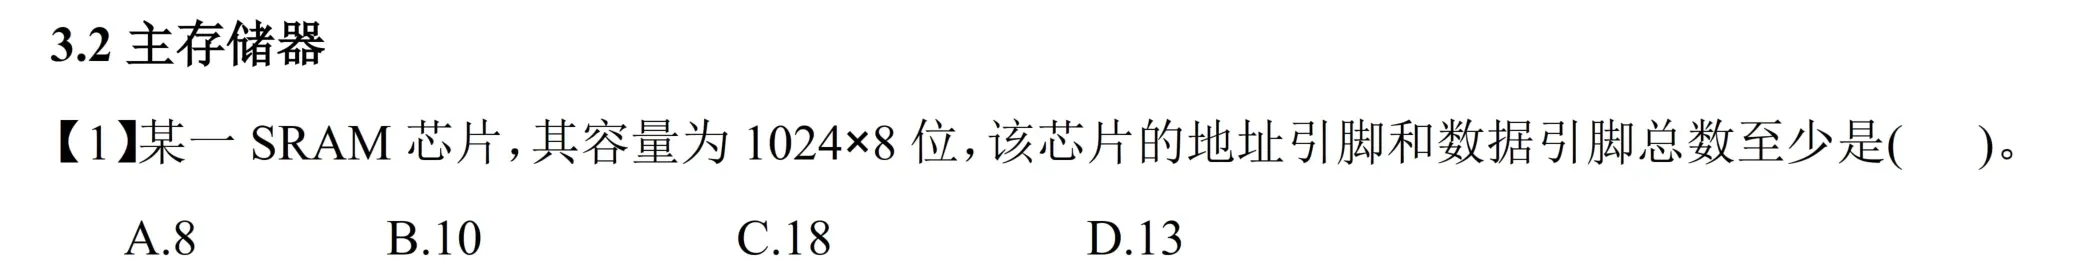 3.2 主存储器
【1】某一 SRAM 芯片,其容量为 1024×8 位,该芯片的地址引脚和数据引脚总数至少是(    )。
A.8    B.10    C.18    D.13